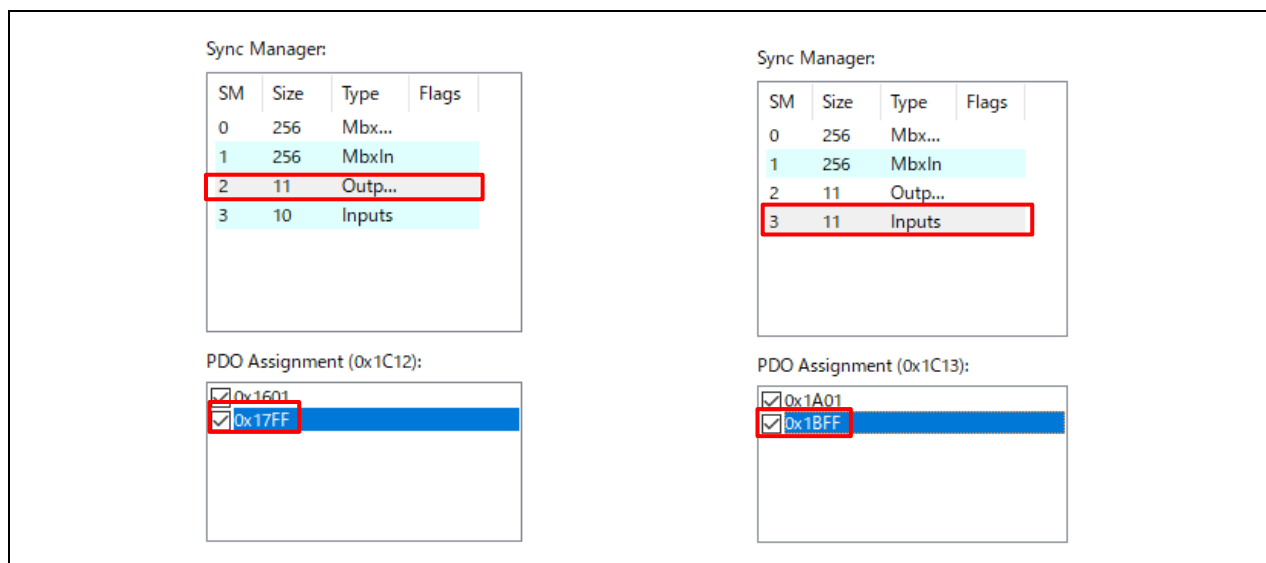 Sync Manager:
SM Size Type Flags
0 256 Mbx...
1 256 MbxIn
2 11 Outp...
3 10 Inputs
PDO Assignment (0x1C12):
0x1601
0x17FF
Sync Manager:
SM Size Type Flags
0 256 Mbx...
1 256 MbxIn
2 11 Outp...
3 11 Inputs
PDO Assignment (0x1C13):
0x1A01
0x1BFF